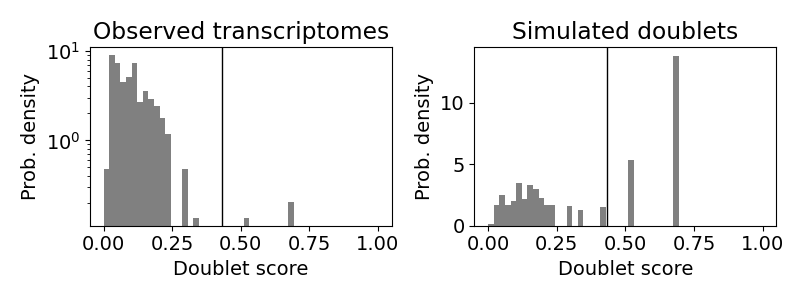 Observed transcriptomes
Prob. density
10¹
10⁰
0.00 0.25 0.50 0.75 1.00
Doublet score
Simulated doublets
Prob. density
10
5
0
0.00 0.25 0.50 0.75 1.00
Doublet score